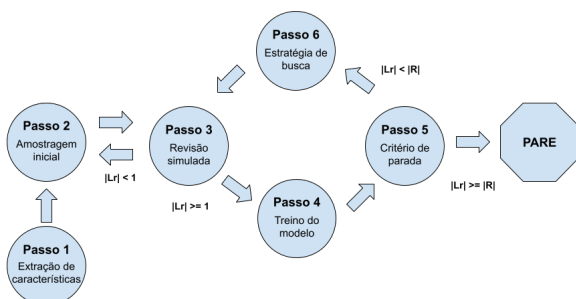 Passo 6
Estratégia de
busca
|Lr| < |R|
Passo 2
Amostragem
inicial
Passo 3
Revisão
simulada
|Lr| < 1
Passo 5
Critério de
parada
PARE
|Lr| >= 1
|Lr| >= |R|
Passo 4
Treino do
modelo
Passo 1
Extração de
características